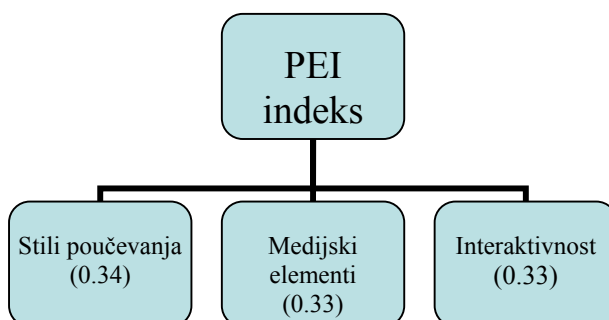 PEI
indeks
Stili poučevanja
(0.34)
Medijski
elementi
(0.33)
Interaktivnost
(0.33)